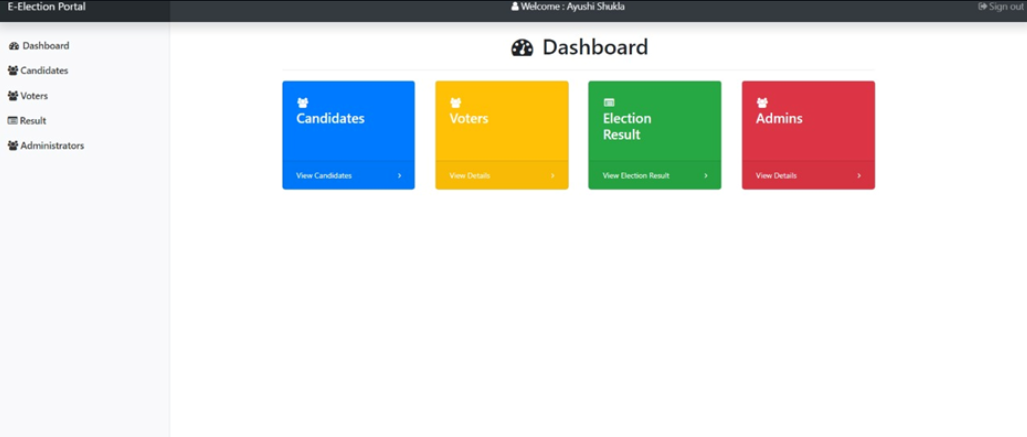 E-Election Portal
Welcome : Ayushi Shukla
Sign out
Dashboard
Candidates
Voters
Result
Administrators
Dashboard
Candidates
View Candidates
Voters
View Details
Election
Result
View Election Result
Admins
View Details